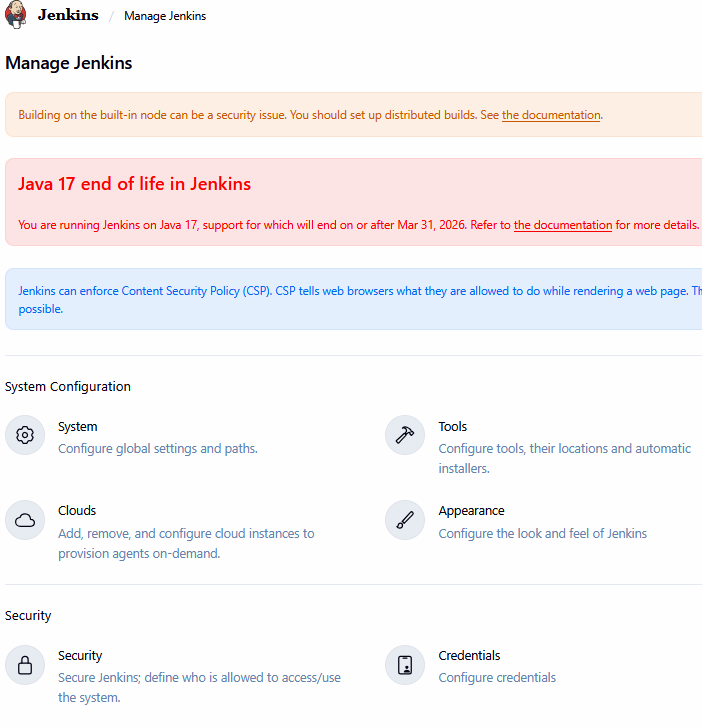 Jenkins / Manage Jenkins
Manage Jenkins
Building on the built-in node can be a security issue. You should set up distributed builds. See the documentation.
Java 17 end of life in Jenkins
You are running Jenkins on Java 17, support for which will end on or after Mar 31, 2026. Refer to the documentation for more details.
Jenkins can enforce Content Security Policy (CSP). CSP tells web browsers what they are allowed to do while rendering a web page.
possible.
System Configuration
System
Configure global settings and paths.
Tools
Configure tools, their locations and automatic
installers.
Clouds
Add, remove, and configure cloud instances to
provision agents on-demand.
Appearance
Configure the look and feel of Jenkins
Security
Security
Secure Jenkins; define who is allowed to access/use
the system.
Credentials
Configure credentials